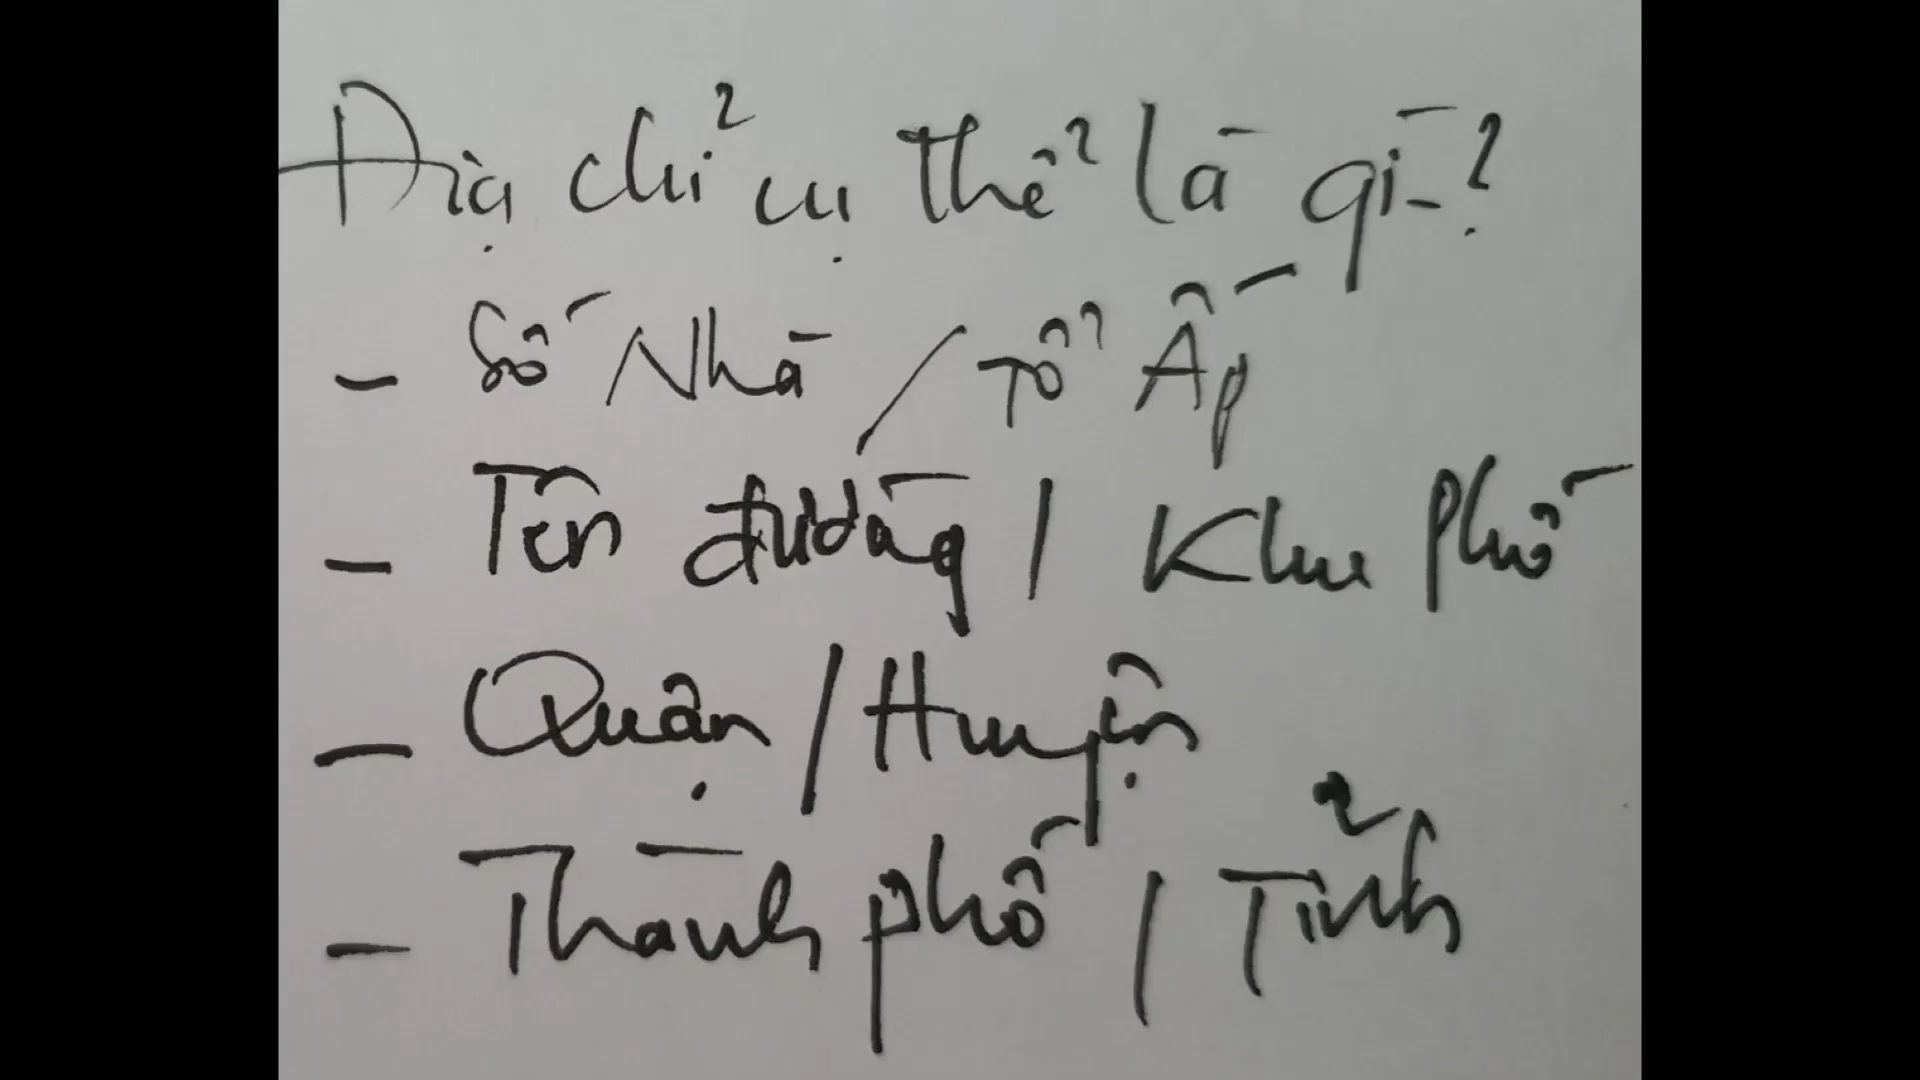 Địa chỉ cụ thể là gì?
- Số Nhà / Tổ Ấp
- Tên đường / Khu phố
- Quận / Huyện
- Thành phố / Tỉnh